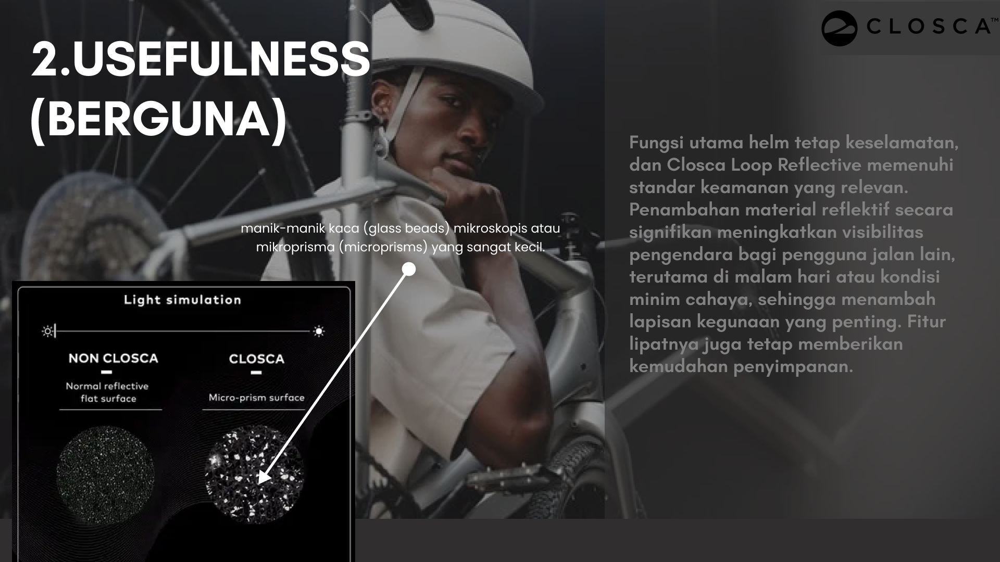 CLOSCA™
2.USEFULNESS
(BERGUNA)
Fungsi utama helm tetap keselamatan,
dan Closca Loop Reflective memenuhi
standar keamanan yang relevan.
Penambahan material reflektif secara
signifikan meningkatkan visibilitas
pengendara bagi pengguna jalan lain,
terutama di malam hari atau kondisi
minim cahaya, sehingga menambah
lapisan kegunaan yang penting. Fitur
lipatnya juga tetap memberikan
kemudahan penyimpanan.
manik-manik kaca (glass beads) mikroskopis atau
mikroprisma (microprisms) yang sangat kecil.
Light simulation
NON CLOSCA
Normal reflective
flat surface
CLOSCA
Micro-prism surface